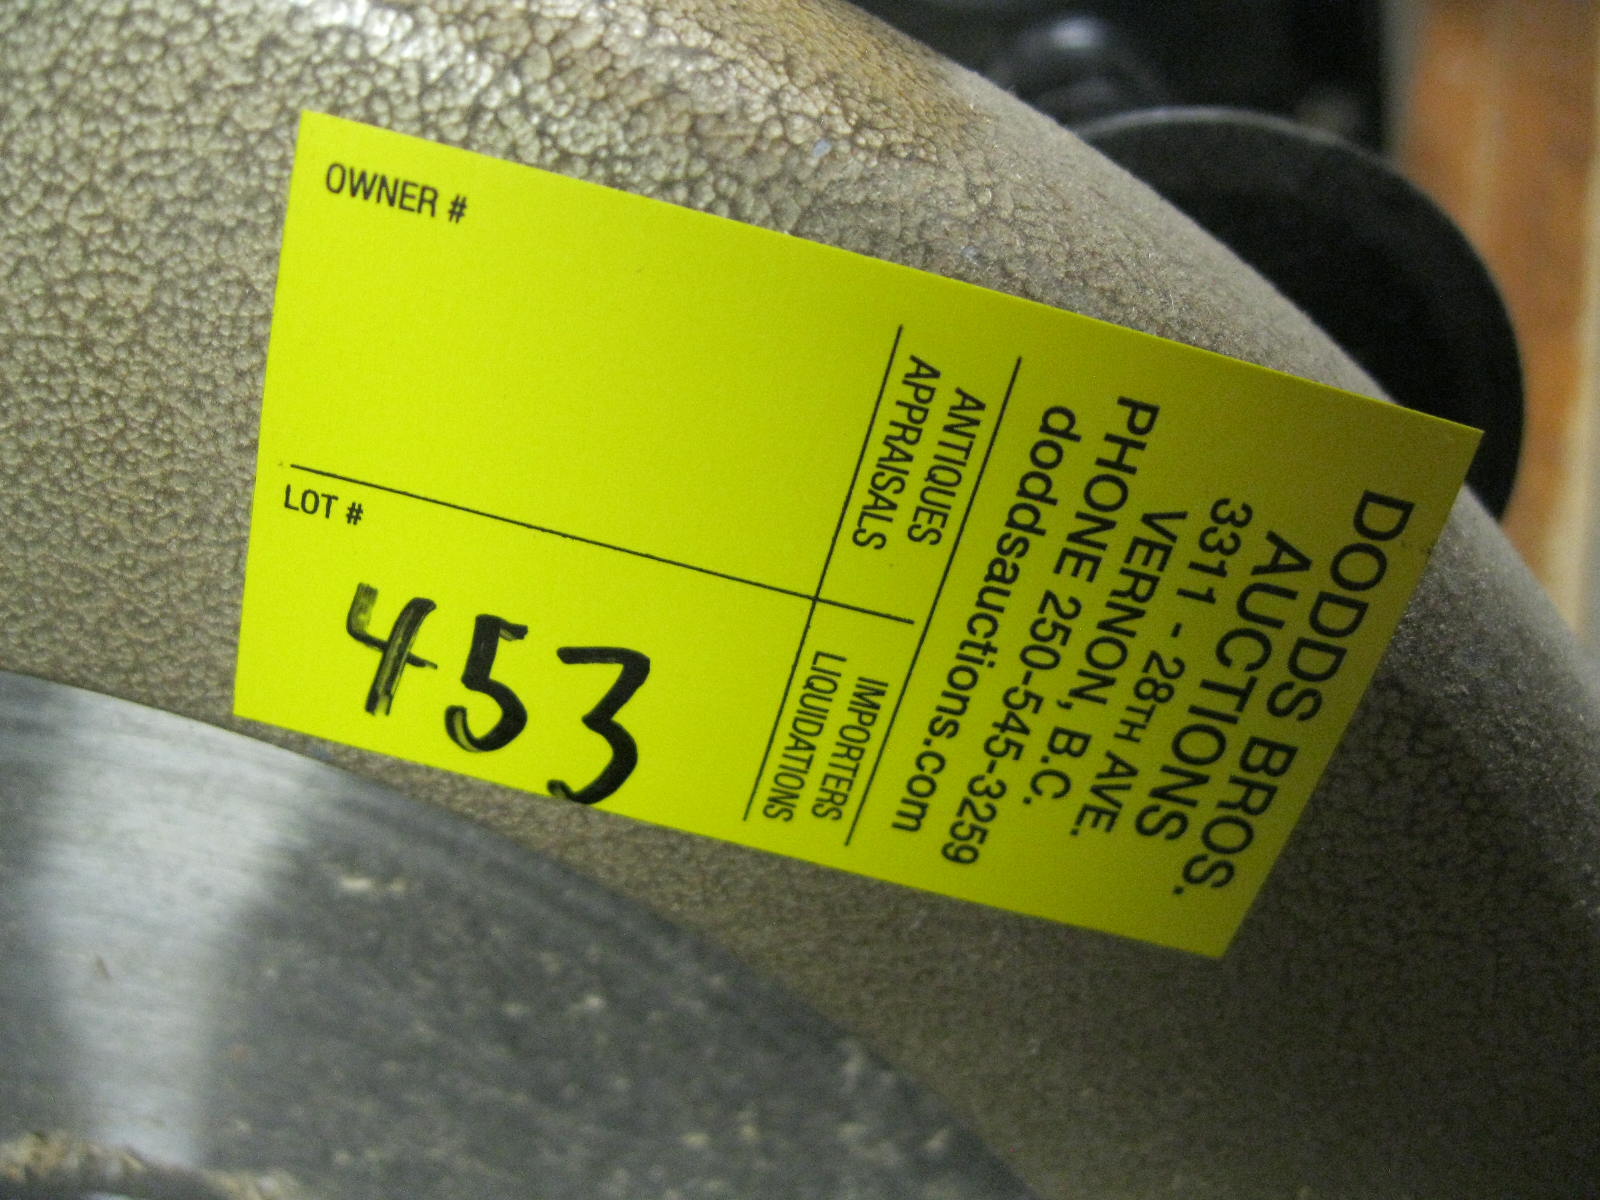 DODDS BROS.
AUCTIONS
3311 - 28TH AVE.
VERNON, B.C.
PHONE 250-545-3259
doddsauctions.com
ANTIQUES
APPRAISALS
IMPORTERS
LIQUIDATIONS
OWNER #
LOT #
453